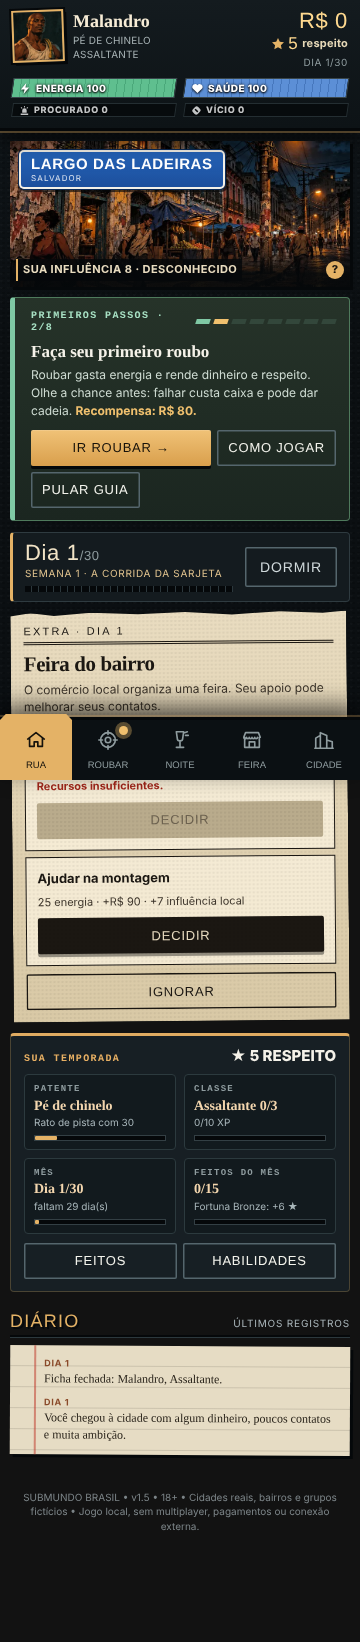 Malandro
PÉ DE CHINELO
ASSALTANTE
R$ 0
★ 5 respeito
DIA 1/30
ENERGIA 100
SAÚDE 100
PROCURADO 0
VÍCIO 0
LARGO DAS LADEIRAS
SALVADOR
SUA INFLUÊNCIA 8 · DESCONHECIDO
?
PRIMEIROS PASSOS ·
2/8
Faça seu primeiro roubo
Roubar gasta energia e rende dinheiro e respeito.
Olhe a chance antes: falhar custa caixa e pode dar
cadeia. Recompensa: R$ 80.
IR ROUBAR →
COMO JOGAR
PULAR GUIA
Dia 1/30
SEMANA 1 · A CORRIDA DA SARJETA
DORMIR
EXTRA · DIA 1
Feira do bairro
O comércio local organiza uma feira. Seu apoio pode
melhorar seus contatos.
RUA
ROUBAR
NOITE
FEIRA
CIDADE
Recursos insuficientes.
DECIDIR
Ajudar na montagem
25 energia · +R$ 90 · +7 influência local
DECIDIR
IGNORAR
SUA TEMPORADA
★ 5 RESPEITO
PATENTE
Pé de chinelo
Rato de pista com 30
CLASSE
Assaltante 0/3
0/10 XP
MÊS
Dia 1/30
faltam 29 dia(s)
FEITOS DO MÊS
0/15
Fortuna Bronze: +6 ★
FEITOS
HABILIDADES
DIÁRIO
ÚLTIMOS REGISTROS
DIA 1
Ficha fechada: Malandro, Assaltante.
DIA 1
Você chegou à cidade com algum dinheiro, poucos contatos
e muita ambição.
SUBMUNDO BRASIL • v1.5 • 18+ • Cidades reais, bairros e grupos
fictícios • Jogo local, sem multiplayer, pagamentos ou conexão
externa.